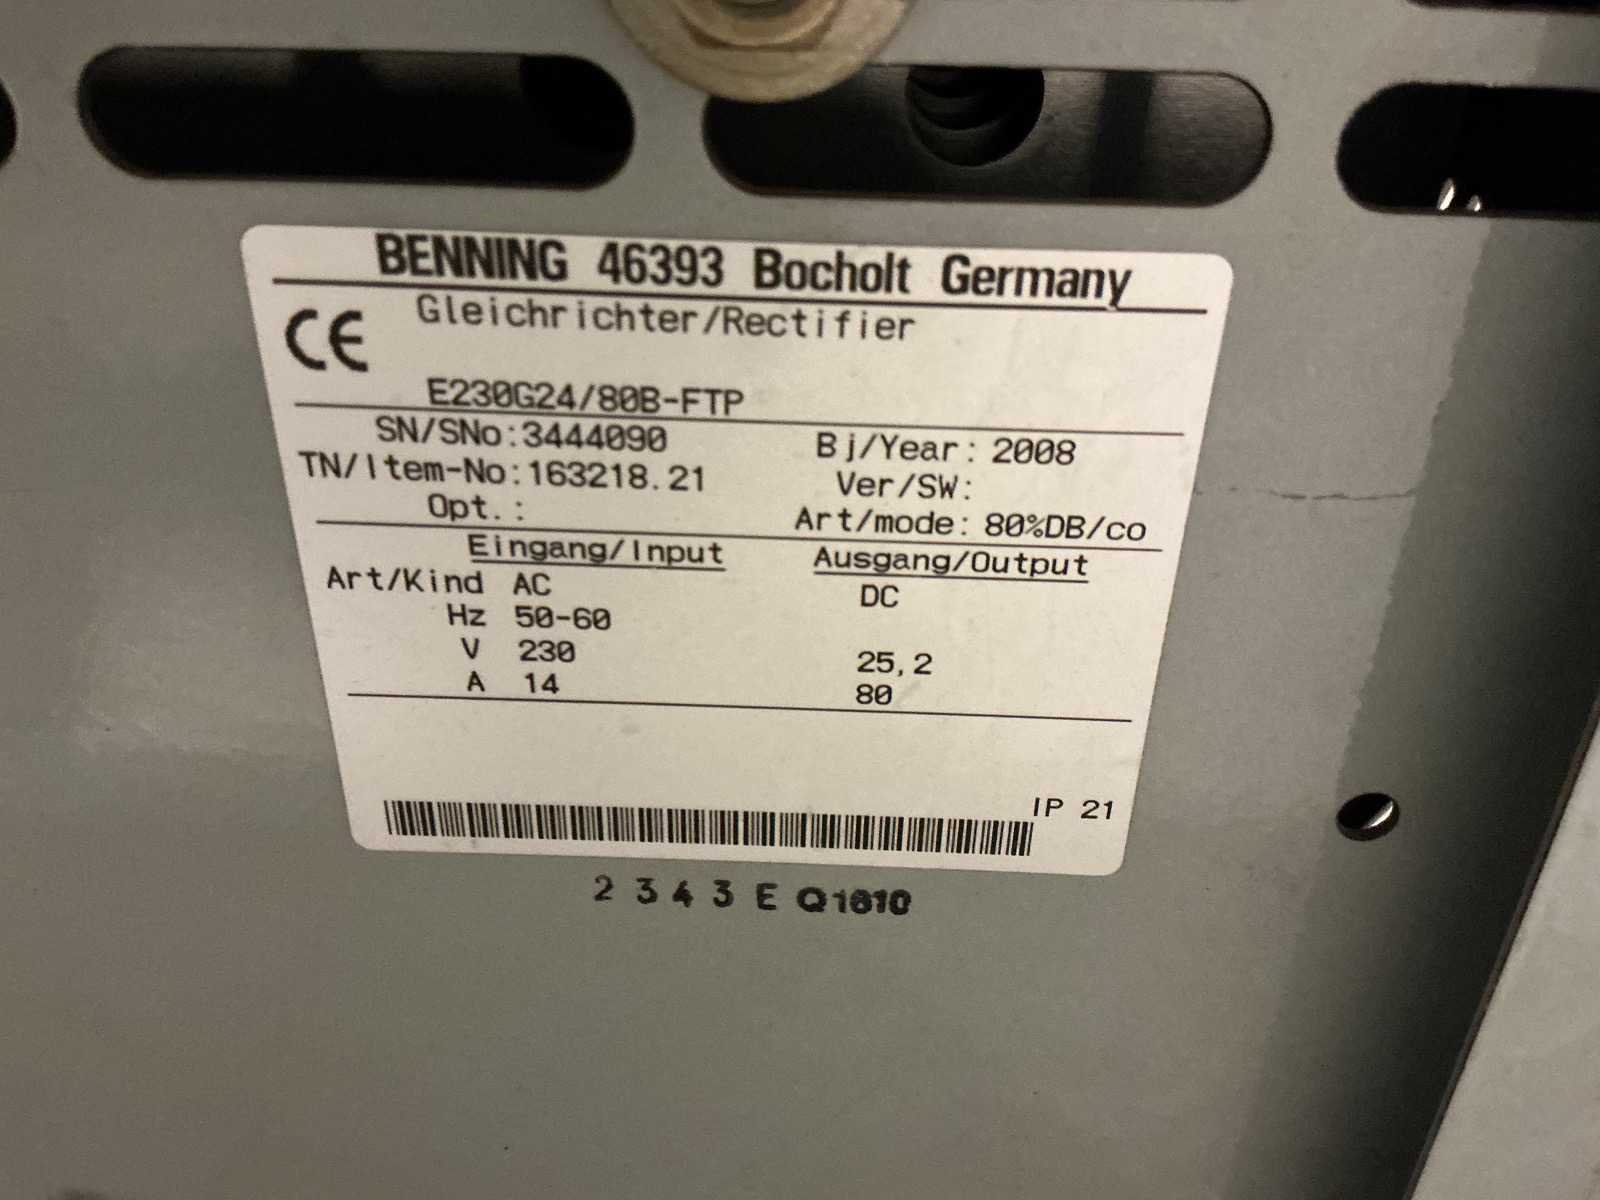 BENNING 46393 Bocholt Germany
CE Gleichrichter/Rectifier
E230G24/80B-FTP
SN/SNo:3444090 Bj/Year: 2008
TN/Item-No:163218.21 Ver/SW:
Opt.: Art/mode: 80%DB/co
Eingang/Input Ausgang/Output
Art/Kind AC DC
Hz 50-60
V 230 25,2
A 14 80
IP 21
2 3 4 3 E Q1010